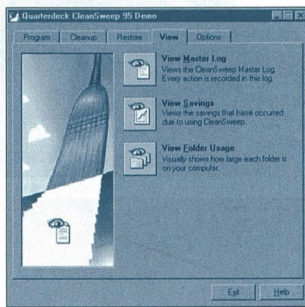 Quarterdeck CleanSweep 95 Demo
Program Cleanup Restore View Options
View Master Log
Views the CleanSweep Master Log.
Every action is recorded in this log.
View Savings
Views the savings that have occurred
due to using CleanSweep.
View Folder Usage
Visually shows how large each folder is
on your computer.
Exit Help